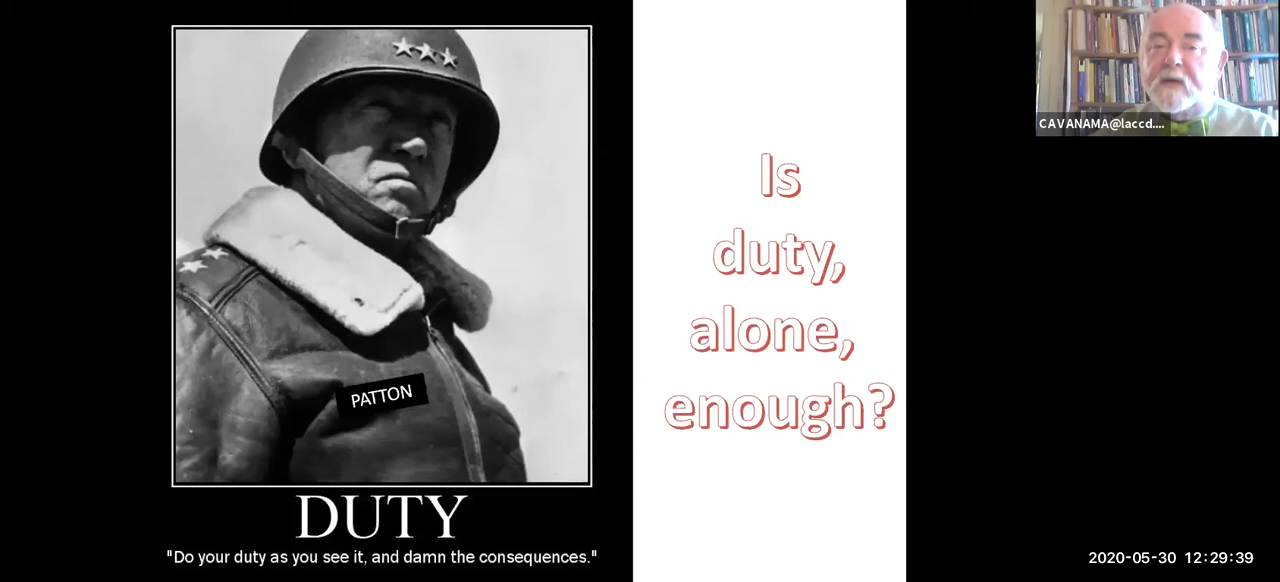 PATTON
DUTY
"Do your duty as you see it, and damn the consequences."
Is
duty,
alone,
enough?
CAVANAMA@laccd....
2020-05-30 12:29:39